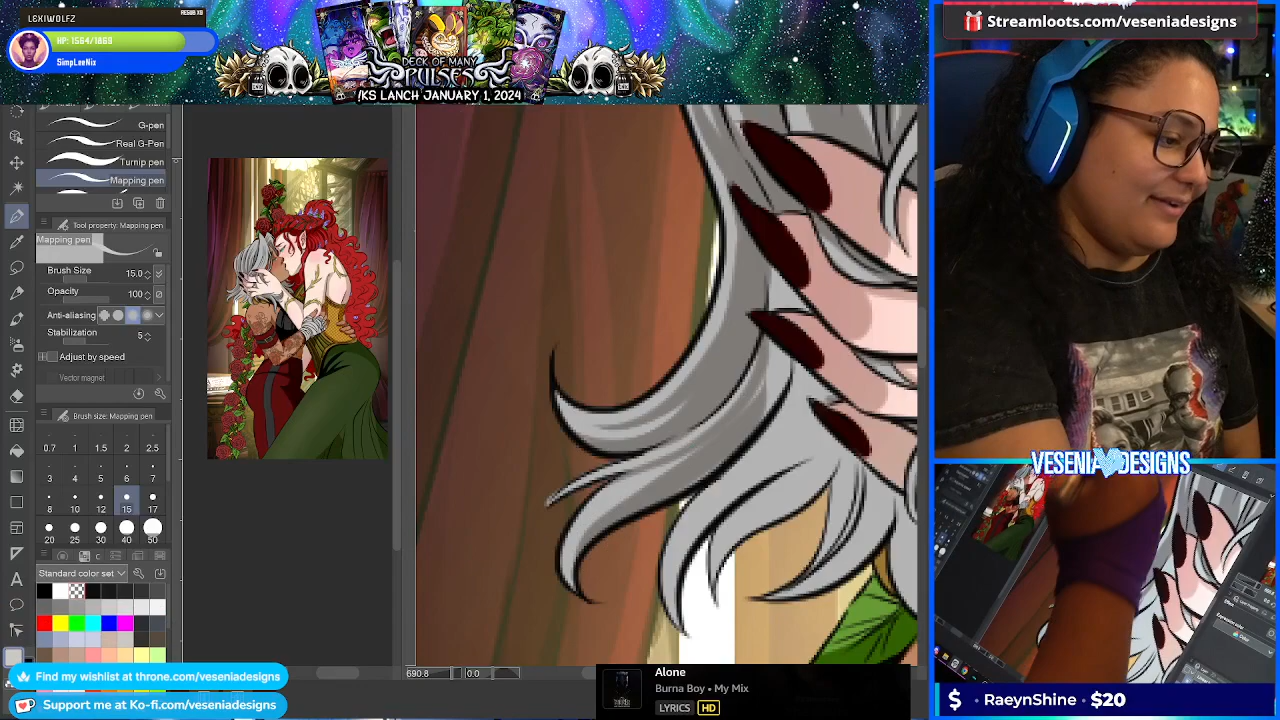 LEXIWOLFZ
HP: 1564/1869
SimpLeeNix
DECK OF MANY
PULSES
!KS LANCH JANUARY 1, 2024
Streamloots.com/veseniadesigns
G-pen
Real G-Pen
Turnip pen
Mapping pen
Tool property: Mapping pen
Mapping pen
Brush Size 15.0
Opacity 100
Anti-aliasing
Stabilization 5
Adjust by speed
Vector magnet
Brush size: Mapping pen
0.7 1 1.5 2 2.5
3 4 5 6 7
8 10 12 15 17
20 25 30 40 50
Standard color set
690.8 0.0
Find my wishlist at throne.com/veseniadesigns
Support me at Ko-fi.com/veseniadesigns
Alone
Burna Boy • My Mix
LYRICS HD
VESENIA DESIGNS
$ RaeynShine • $20